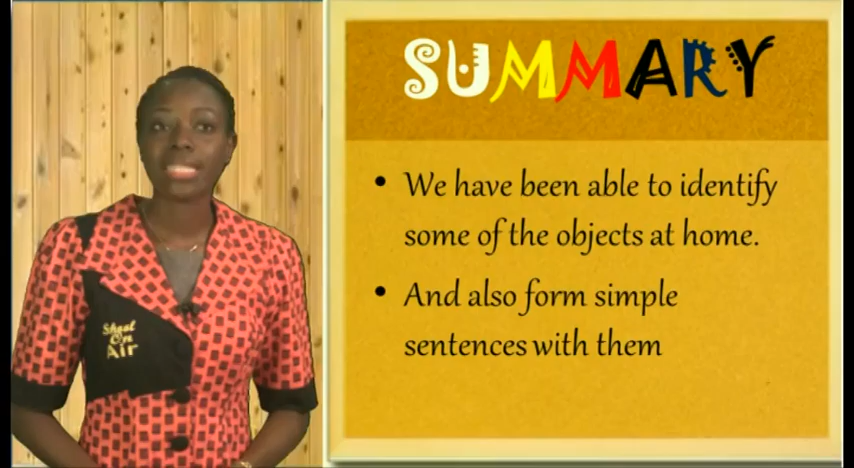 School
On
Air
SUMMARY
• We have been able to identify
some of the objects at home.
• And also form simple
sentences with them